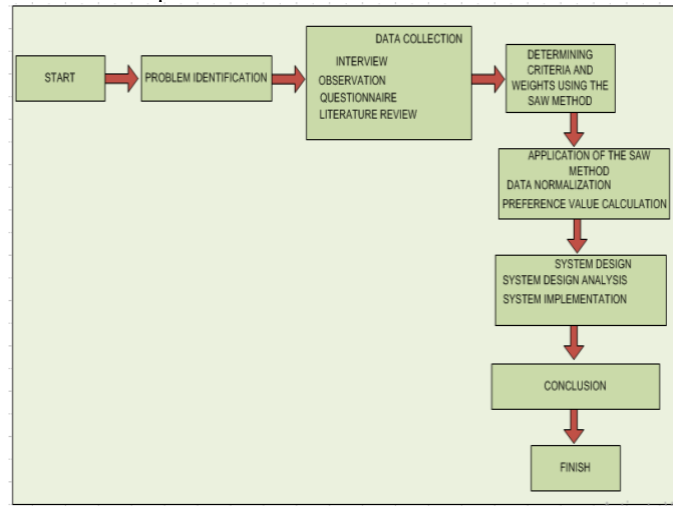 START
PROBLEM IDENTIFICATION
DATA COLLECTION
INTERVIEW
OBSERVATION
QUESTIONNAIRE
LITERATURE REVIEW
DETERMINING
CRITERIA AND
WEIGHTS USING THE
SAW METHOD
APPLICATION OF THE SAW
METHOD
DATA NORMALIZATION
PREFERENCE VALUE CALCULATION
SYSTEM DESIGN
SYSTEM DESIGN ANALYSIS
SYSTEM IMPLEMENTATION
CONCLUSION
FINISH